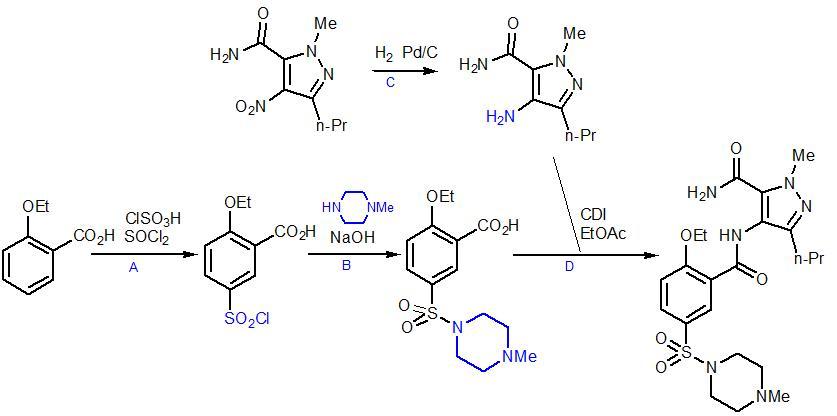 O Me
H₂N N
N
O₂N
n-Pr
H₂ Pd/C
C
O Me
H₂N N
N
H₂N
n-Pr
OEt
CO₂H
ClSO₃H
SOCl₂
A
OEt
CO₂H
SO₂Cl
HN NMe
NaOH
B
OEt
CO₂H
O
S
O N
NMe
CDI
EtOAc
D
O Me
H₂N N
N
HN
OEt n-Pr
O
O
S
O N
NMe